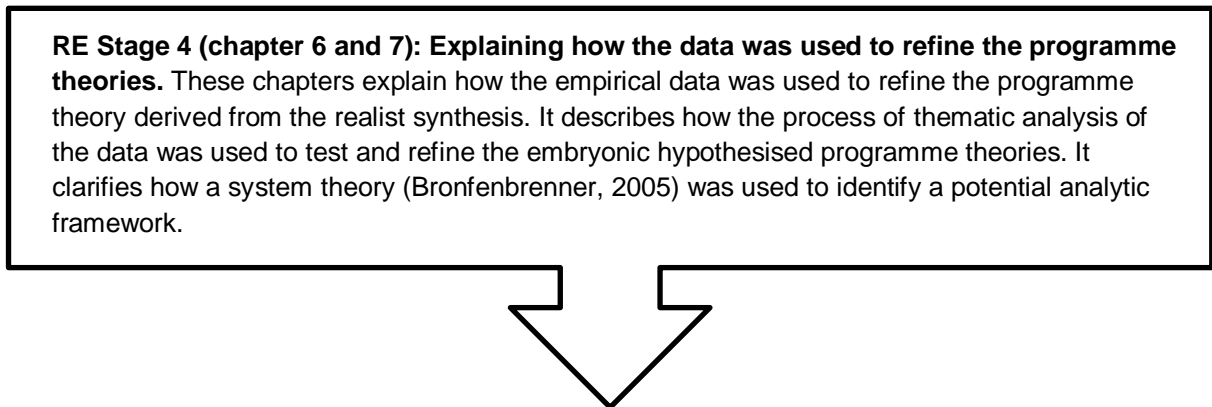 RE Stage 4 (chapter 6 and 7): Explaining how the data was used to refine the programme
theories. These chapters explain how the empirical data was used to refine the programme
theory derived from the realist synthesis. It describes how the process of thematic analysis of
the data was used to test and refine the embryonic hypothesised programme theories. It
clarifies how a system theory (Bronfenbrenner, 2005) was used to identify a potential analytic
framework.